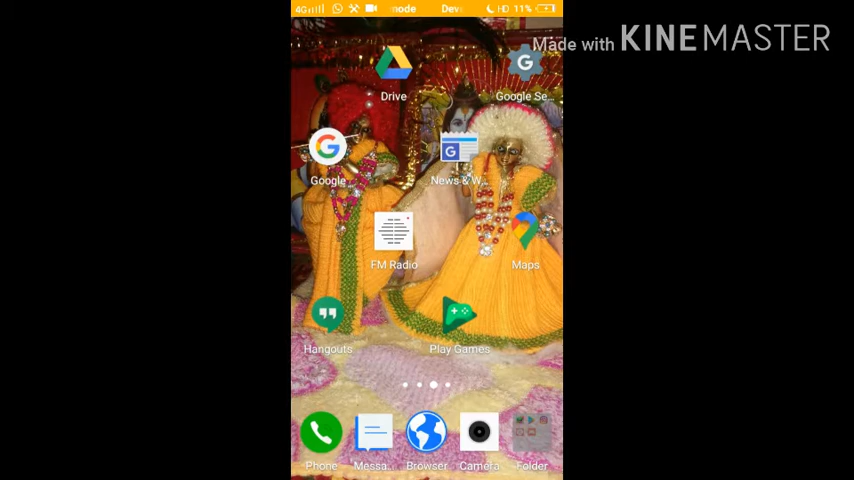 4G mode Dev HD 11%
Made with KINEMASTER
Drive Google Se...
Google News & W...
FM Radio Maps
Hangouts Play Games
Phone Messa... Browser Camera Folder